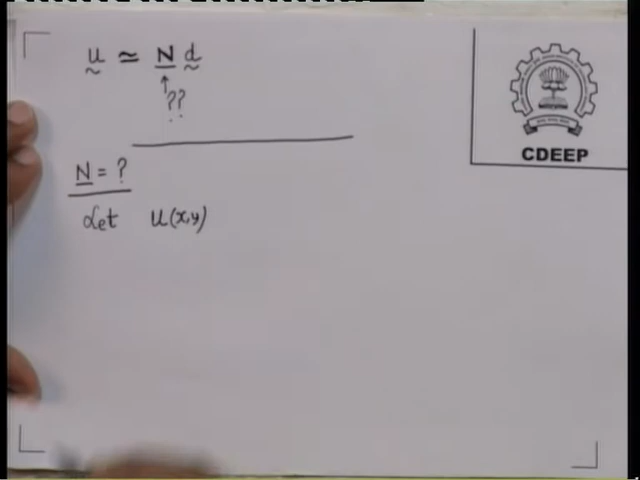 u ≃ N d
↑
??
N = ?
Let u(x,y)
CDEEP